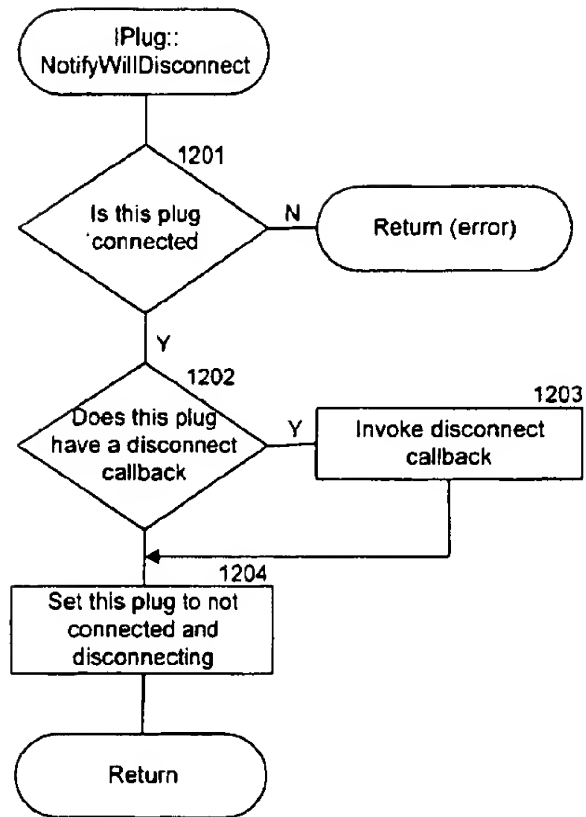 IPlug::
NotifyWillDisconnect
1201
Is this plug
connected
N
Return (error)
Y
1202
Does this plug
have a disconnect
callback
Y
1203
Invoke disconnect
callback
1204
Set this plug to not
connected and
disconnecting
Return